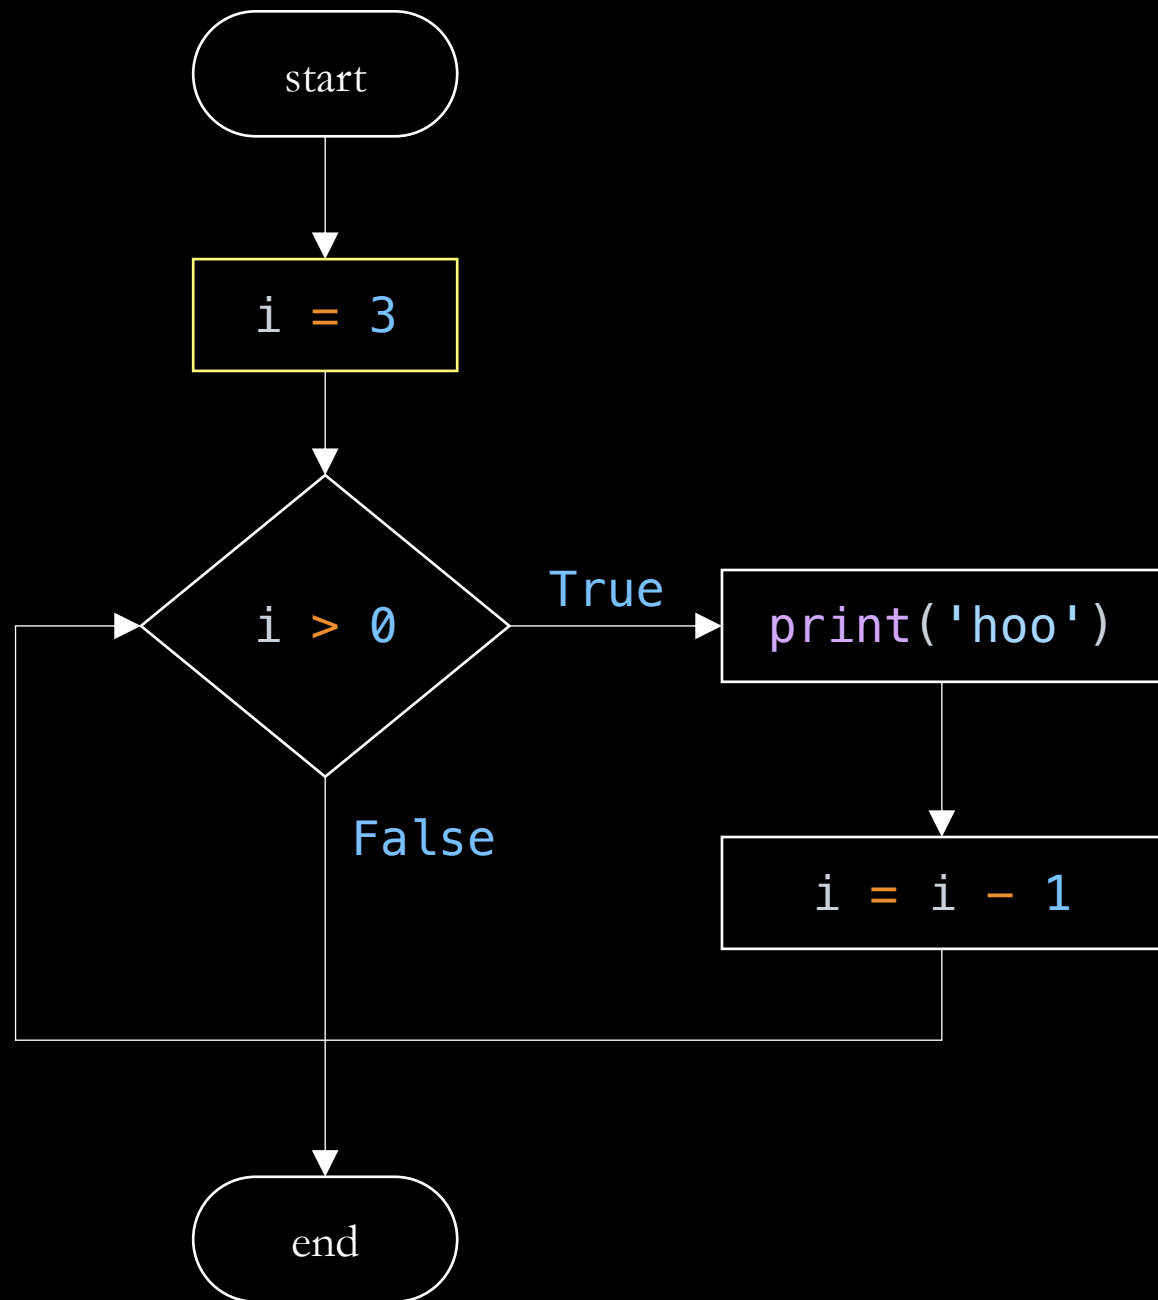 start
i = 3
i > 0
True
print('hoo')
False
i = i - 1
end